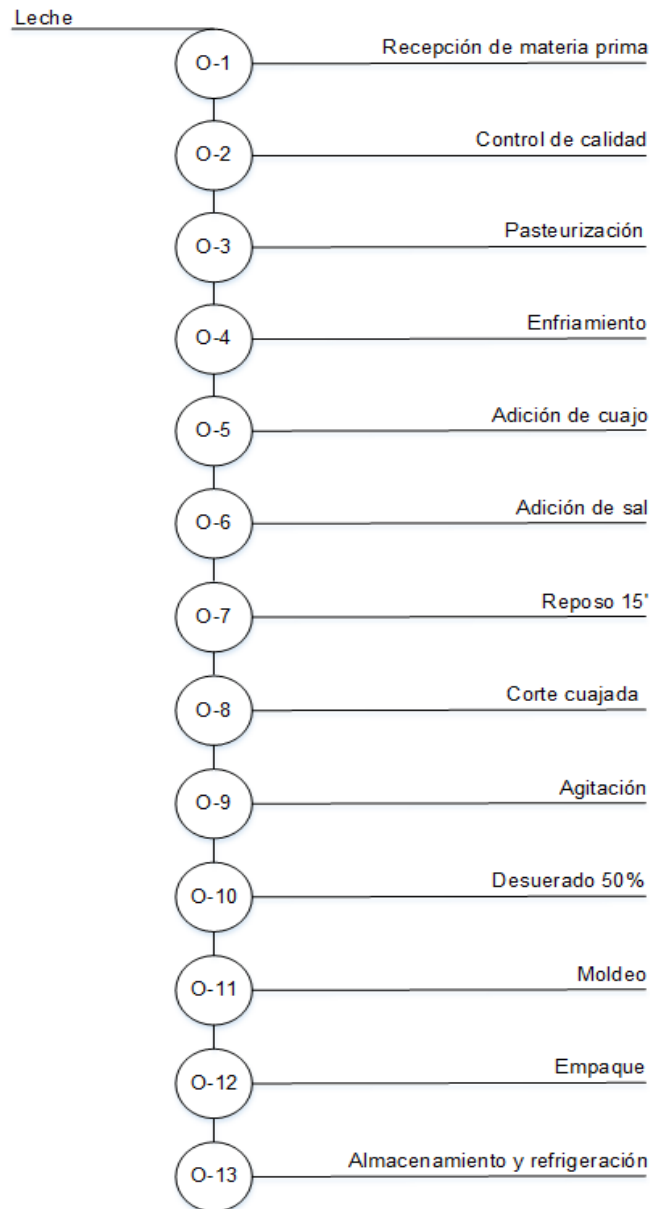 Leche
O-1
Recepción de materia prima
O-2
Control de calidad
O-3
Pasteurización
O-4
Enfriamiento
O-5
Adición de cuajo
O-6
Adición de sal
O-7
Reposo 15'
O-8
Corte cuajada
O-9
Agitación
O-10
Desuerado 50%
O-11
Moldeo
O-12
Empaque
O-13
Almacenamiento y refrigeración